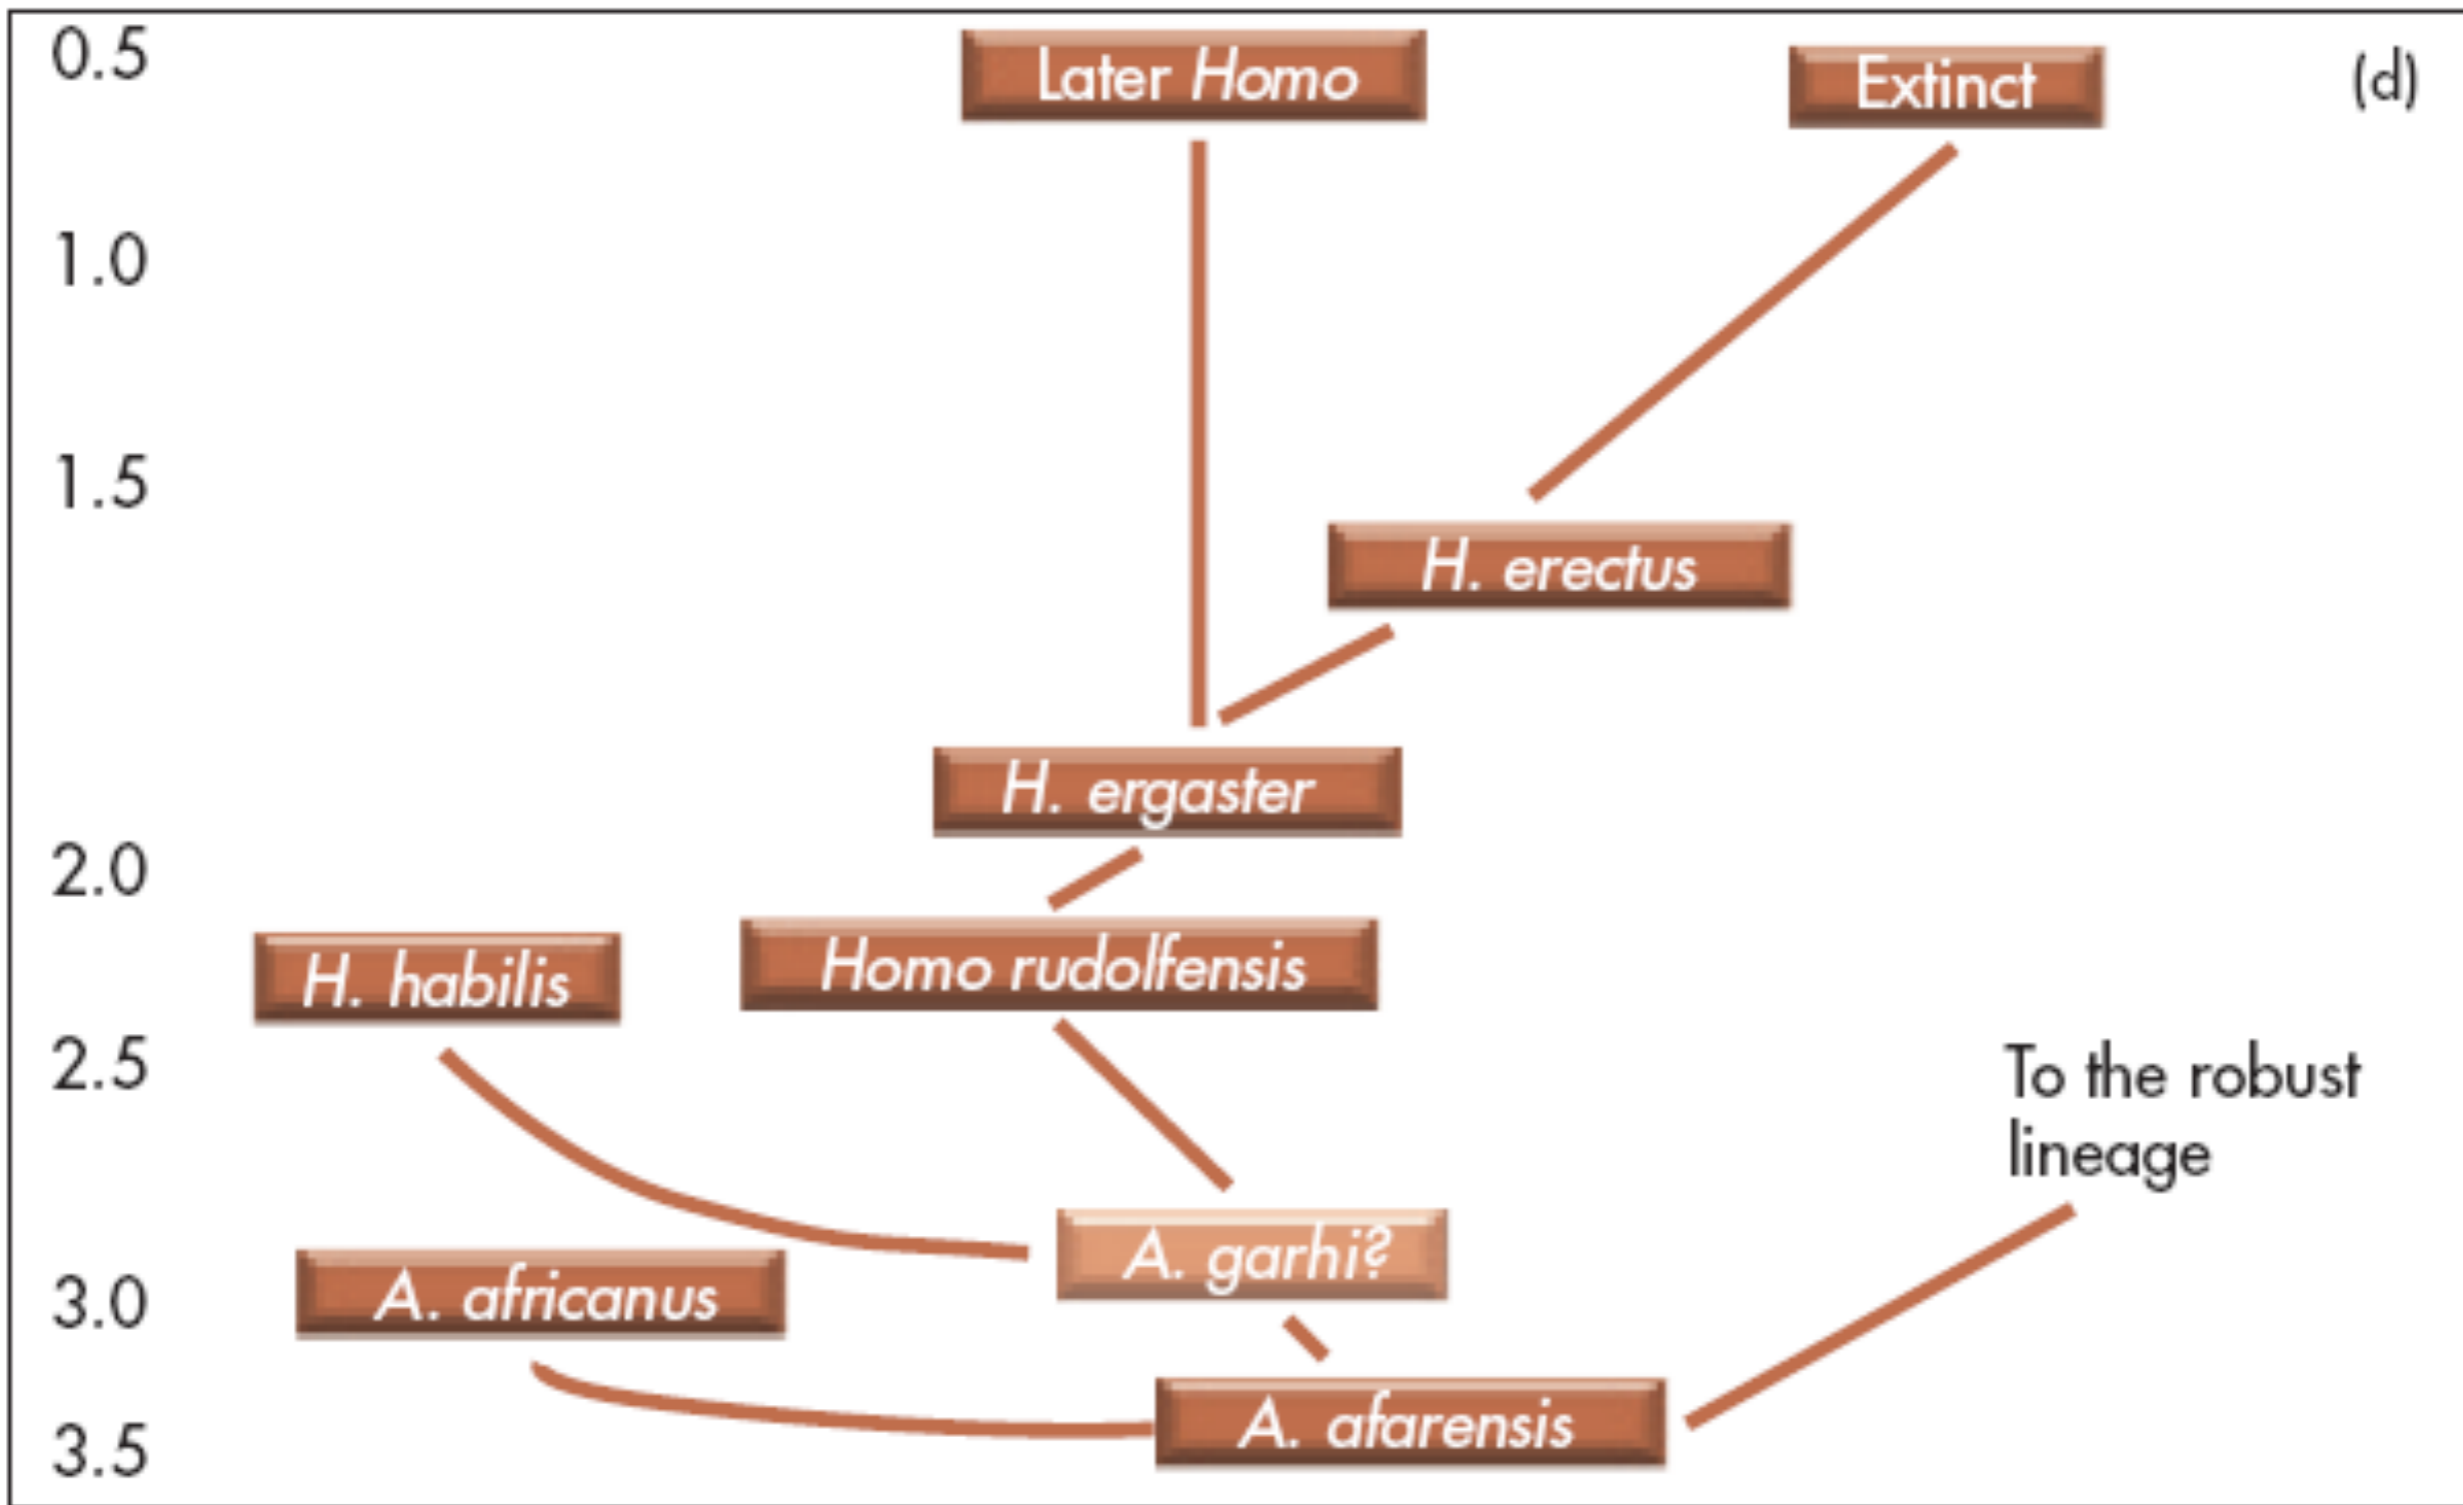 0.5
Later Homo
Extinct
(d)
1.0
1.5
H. erectus
H. ergaster
2.0
H. habilis
Homo rudolfensis
2.5
To the robust
lineage
A. garhi?
3.0
A. africanus
A. afarensis
3.5